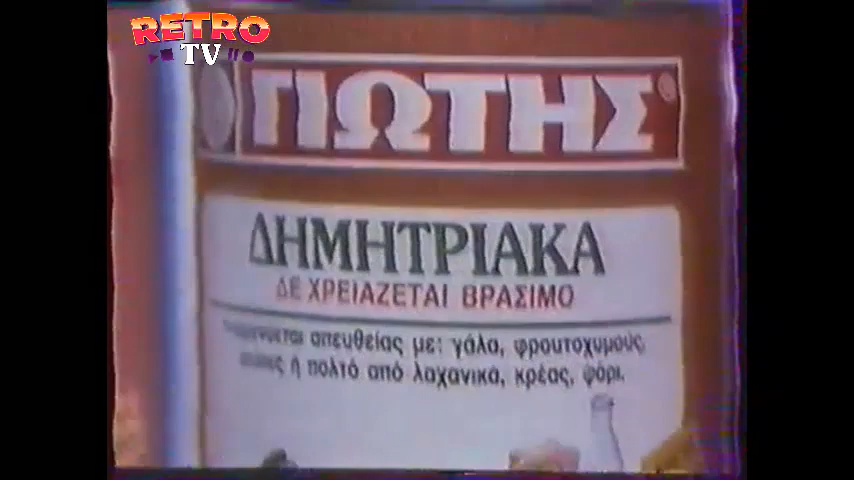 RETRO
TV
ΓΙΩΤΗΣ
ΔΗΜΗΤΡΙΑΚΑ
ΔΕ ΧΡΕΙΑΖΕΤΑΙ ΒΡΑΣΙΜΟ
απευθείας με: γάλα, φρουτοχυμούς,
ή πολτό από λαχανικά, κρέας, ψάρι.